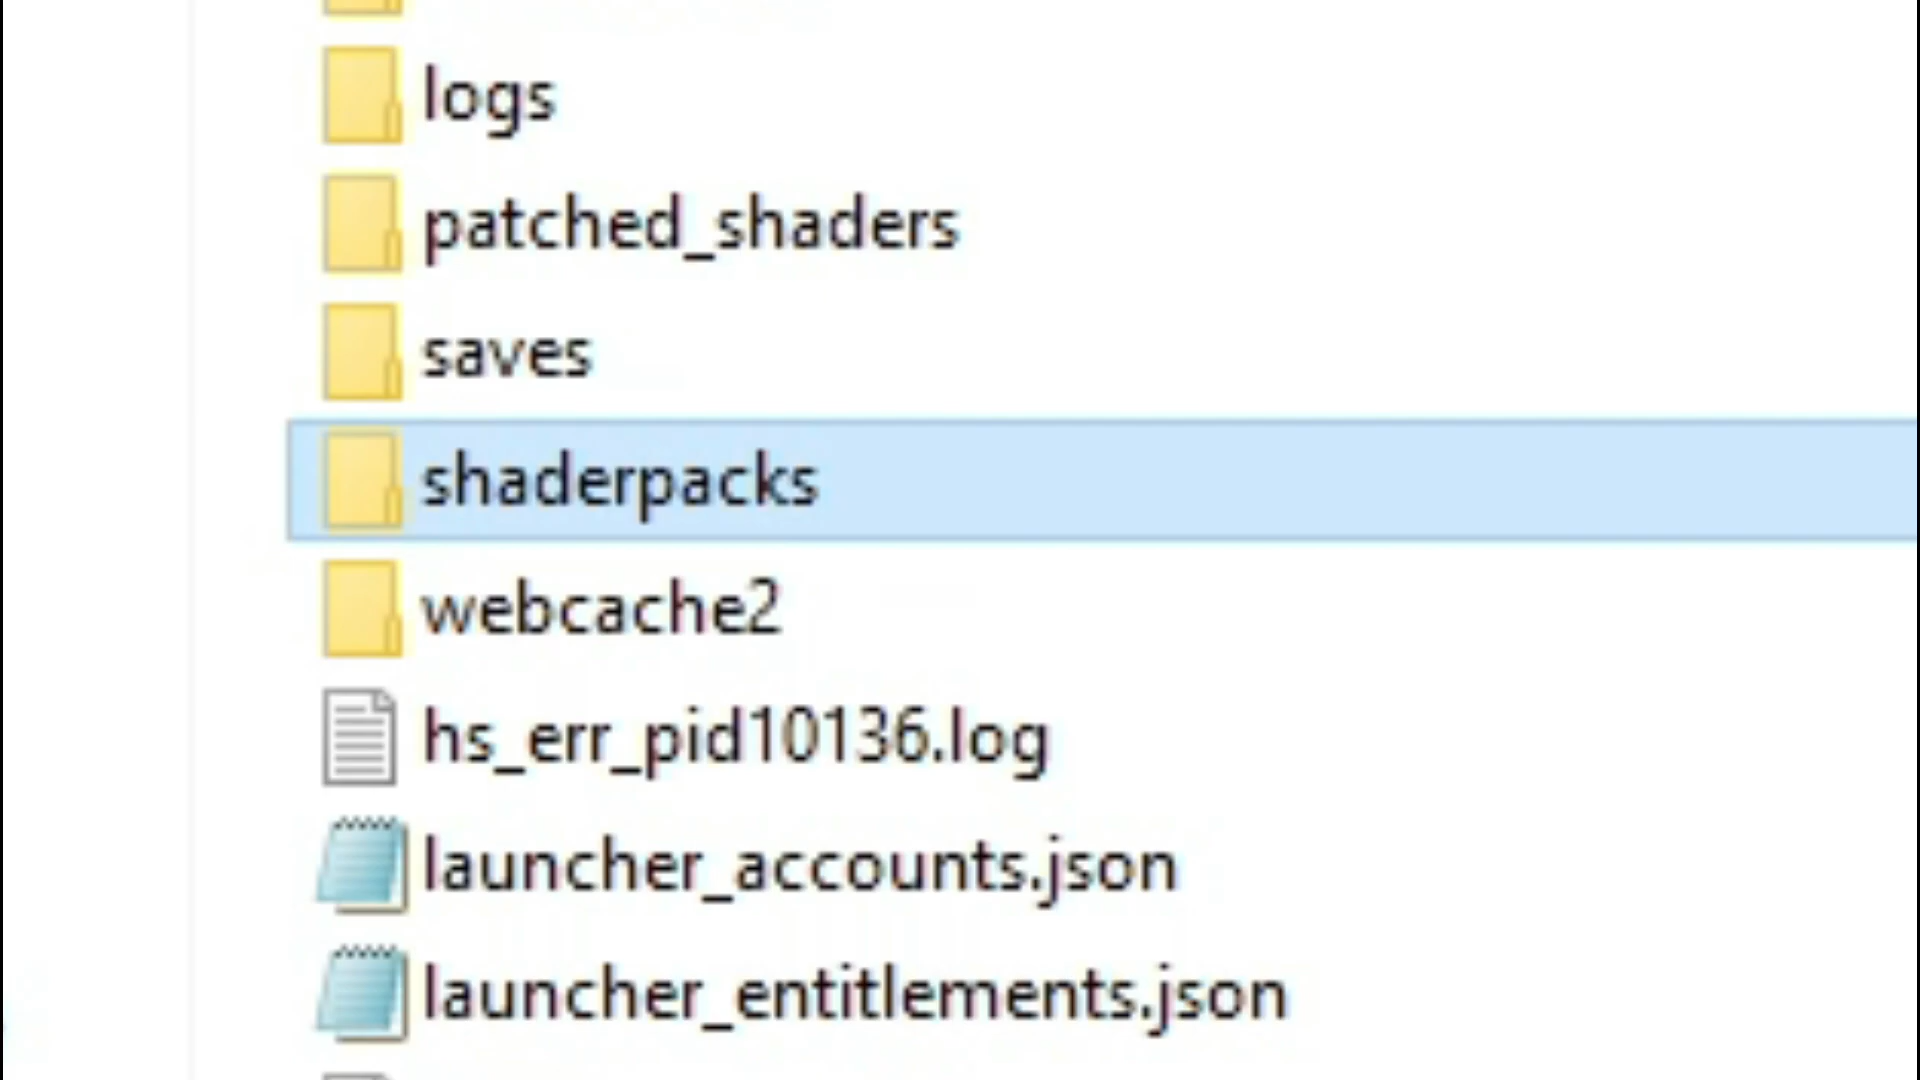 logs
patched_shaders
saves
shaderpacks
webcache2
hs_err_pid10136.log
launcher_accounts.json
launcher_entitlements.json